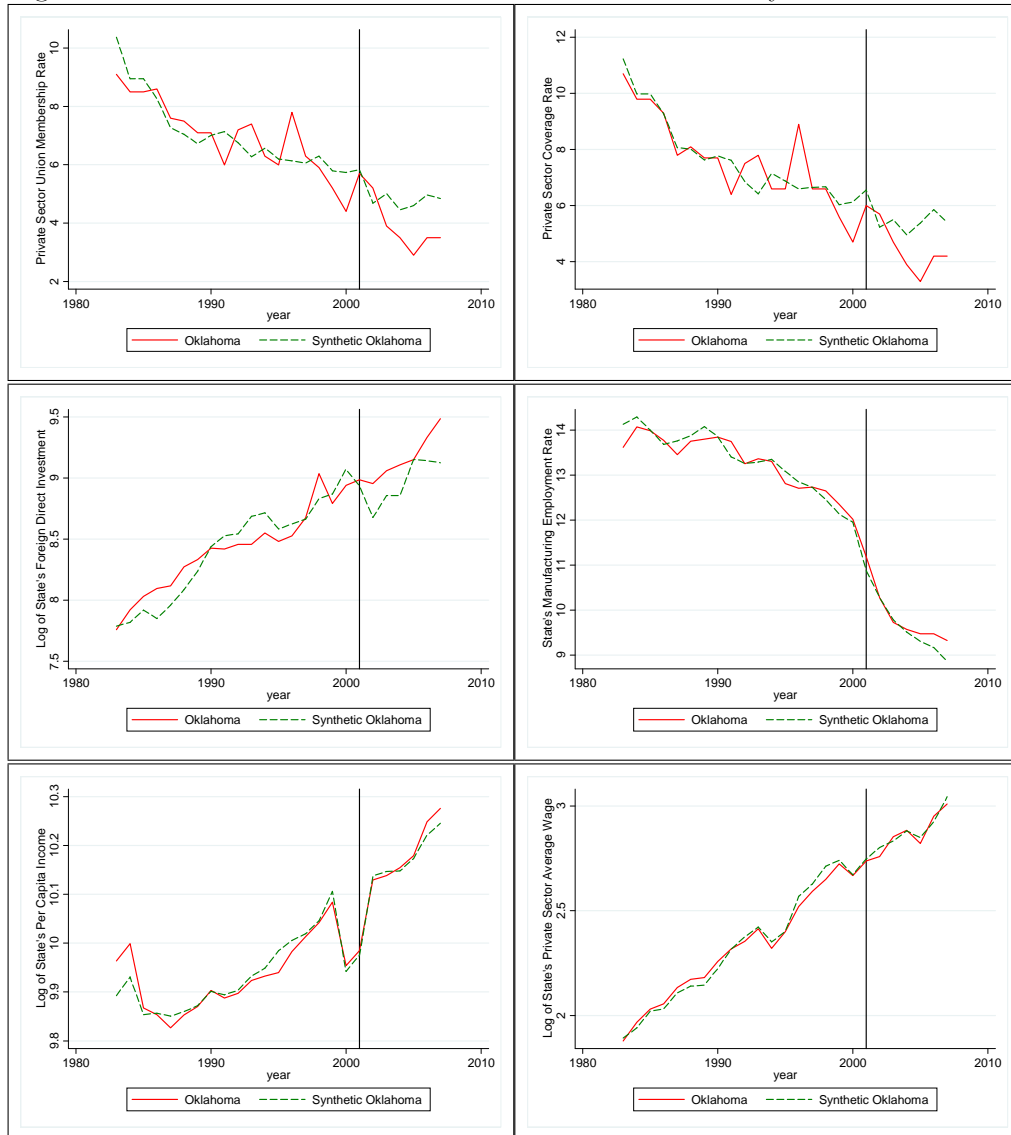 Private Sector Union Membership Rate
10
8
6
4
2
1980 1990 2000 2010
year
Oklahoma Synthetic Oklahoma
Private Sector Coverage Rate
12
10
8
6
4
1980 1990 2000 2010
year
Oklahoma Synthetic Oklahoma
Log of State's Foreign Direct Investment
9.5
9
8.5
8
7.5
1980 1990 2000 2010
year
Oklahoma Synthetic Oklahoma
State's Manufacturing Employment Rate
14
13
12
11
10
9
1980 1990 2000 2010
year
Oklahoma Synthetic Oklahoma
Log of State's Per Capita Income
10.3
10.2
10.1
10
9.9
9.8
1980 1990 2000 2010
year
Oklahoma Synthetic Oklahoma
Log of State's Private Sector Average Wage
3
2.5
2
1980 1990 2000 2010
year
Oklahoma Synthetic Oklahoma